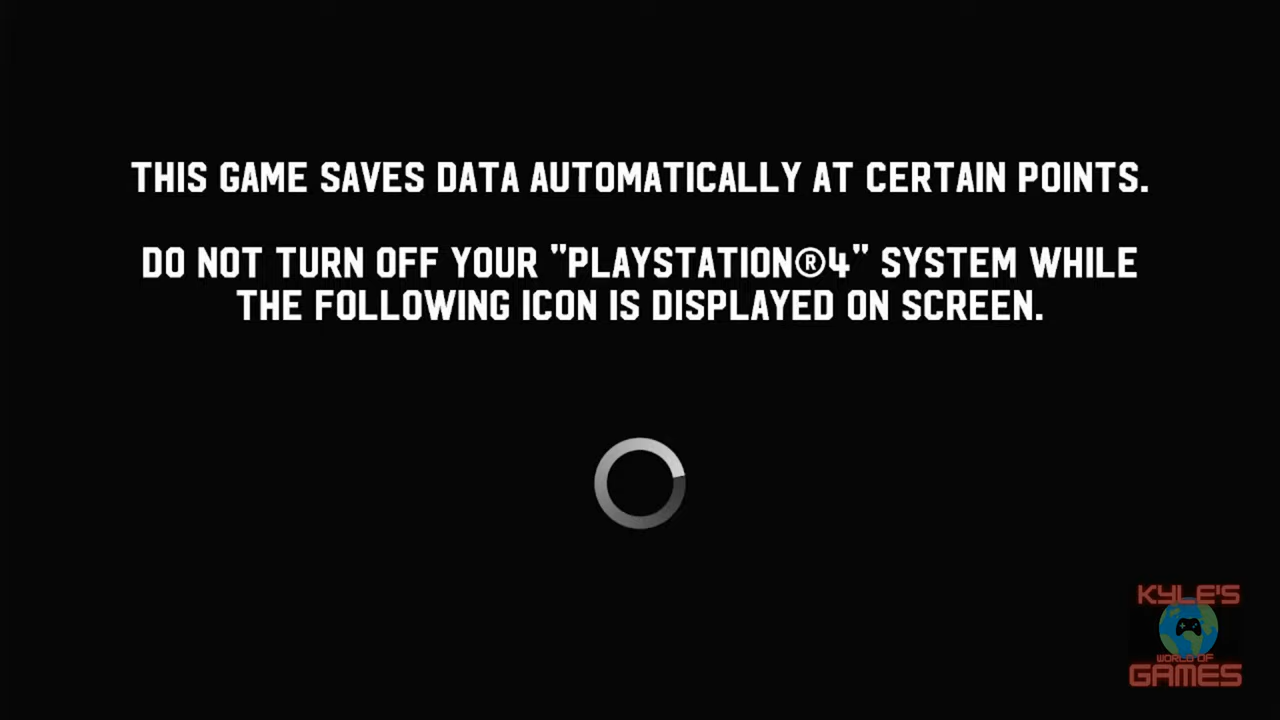 THIS GAME SAVES DATA AUTOMATICALLY AT CERTAIN POINTS.
DO NOT TURN OFF YOUR "PLAYSTATION®4" SYSTEM WHILE
THE FOLLOWING ICON IS DISPLAYED ON SCREEN.
KYLE'S
WORLD OF
GAMES